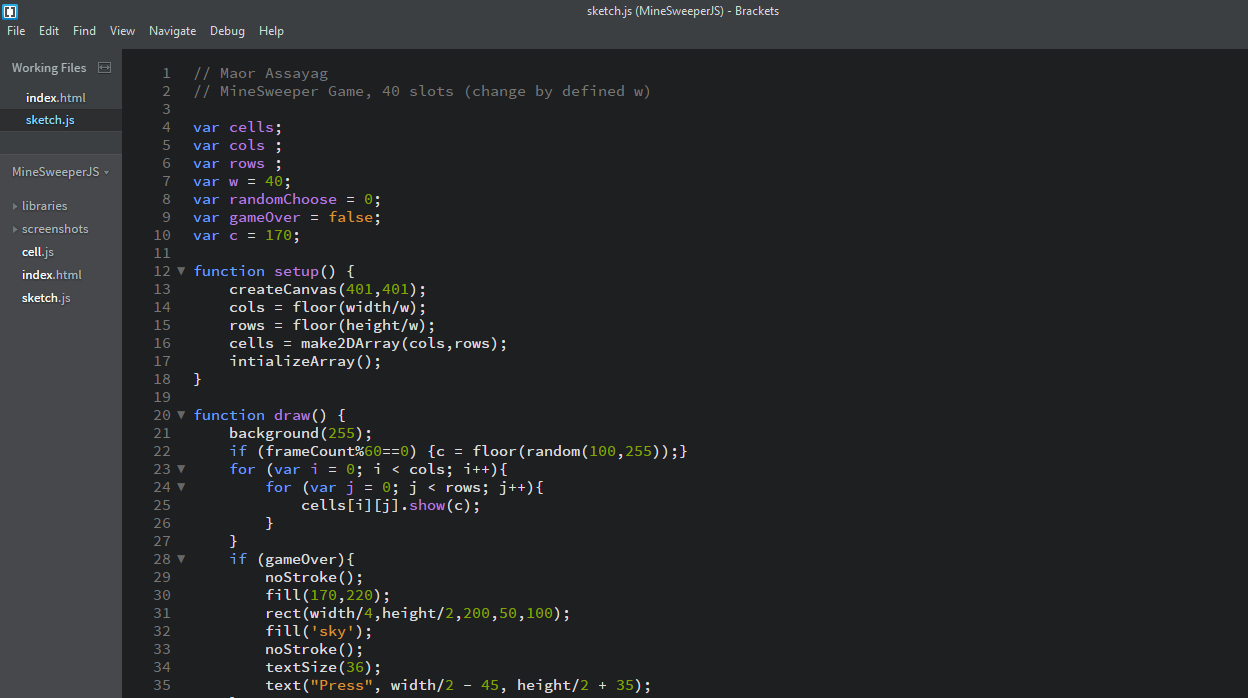 sketch.js (MineSweeperJS) - Brackets
File Edit Find View Navigate Debug Help
Working Files
index.html
sketch.js
MineSweeperJS
libraries
screenshots
cell.js
index.html
sketch.js
1 // Maor Assayag
2 // MineSweeper Game, 40 slots (change by defined w)
3
4 var cells;
5 var cols ;
6 var rows ;
7 var w = 40;
8 var randomChoose = 0;
9 var gameOver = false;
10 var c = 170;
11
12 function setup() {
13     createCanvas(401,401);
14     cols = floor(width/w);
15     rows = floor(height/w);
16     cells = make2DArray(cols,rows);
17     intializeArray();
18 }
19
20 function draw() {
21     background(255);
22     if (frameCount%60==0) {c = floor(random(100,255));}
23     for (var i = 0; i < cols; i++){
24         for (var j = 0; j < rows; j++){
25             cells[i][j].show(c);
26         }
27     }
28     if (gameOver){
29         noStroke();
30         fill(170,220);
31         rect(width/4,height/2,200,50,100);
32         fill('sky');
33         noStroke();
34         textSize(36);
35         text("Press", width/2 - 45, height/2 + 35);